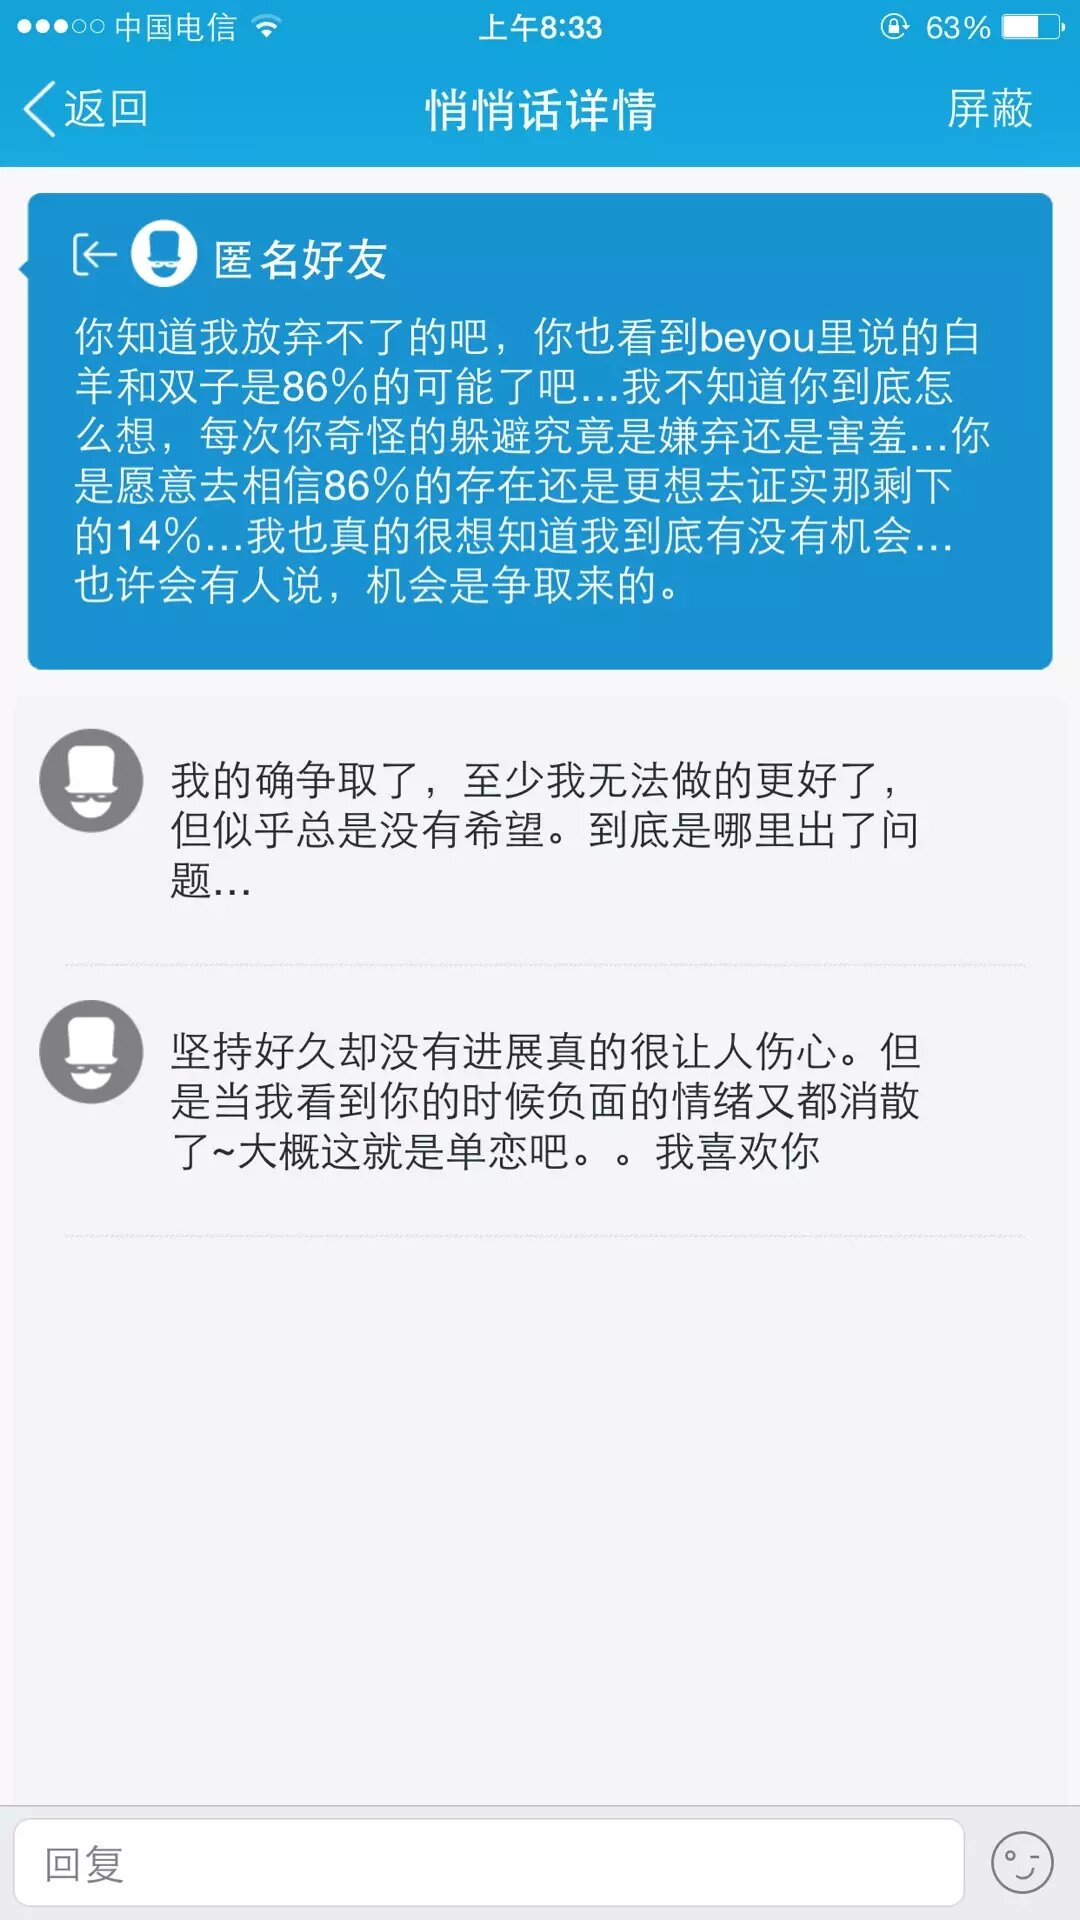 中国电信 上午8:33 63%
返回 悄悄话详情 屏蔽
匿名好友
你知道我放弃不了的吧，你也看到beyou里说的白
羊和双子是86%的可能了吧...我不知道你到底怎
么想，每次你奇怪的躲避究竟是嫌弃还是害羞...你
是愿意去相信86%的存在还是更想去证实那剩下
的14%...我也真的很想知道我到底有没有机会...
也许会有人说，机会是争取来的。
我的确争取了，至少我无法做的更好了，
但似乎总是没有希望。到底是哪里出了问
题...
坚持好久却没有进展真的很让人伤心。但
是当我看到你的时候负面的情绪又都消散
了~大概这就是单恋吧。。我喜欢你
回复